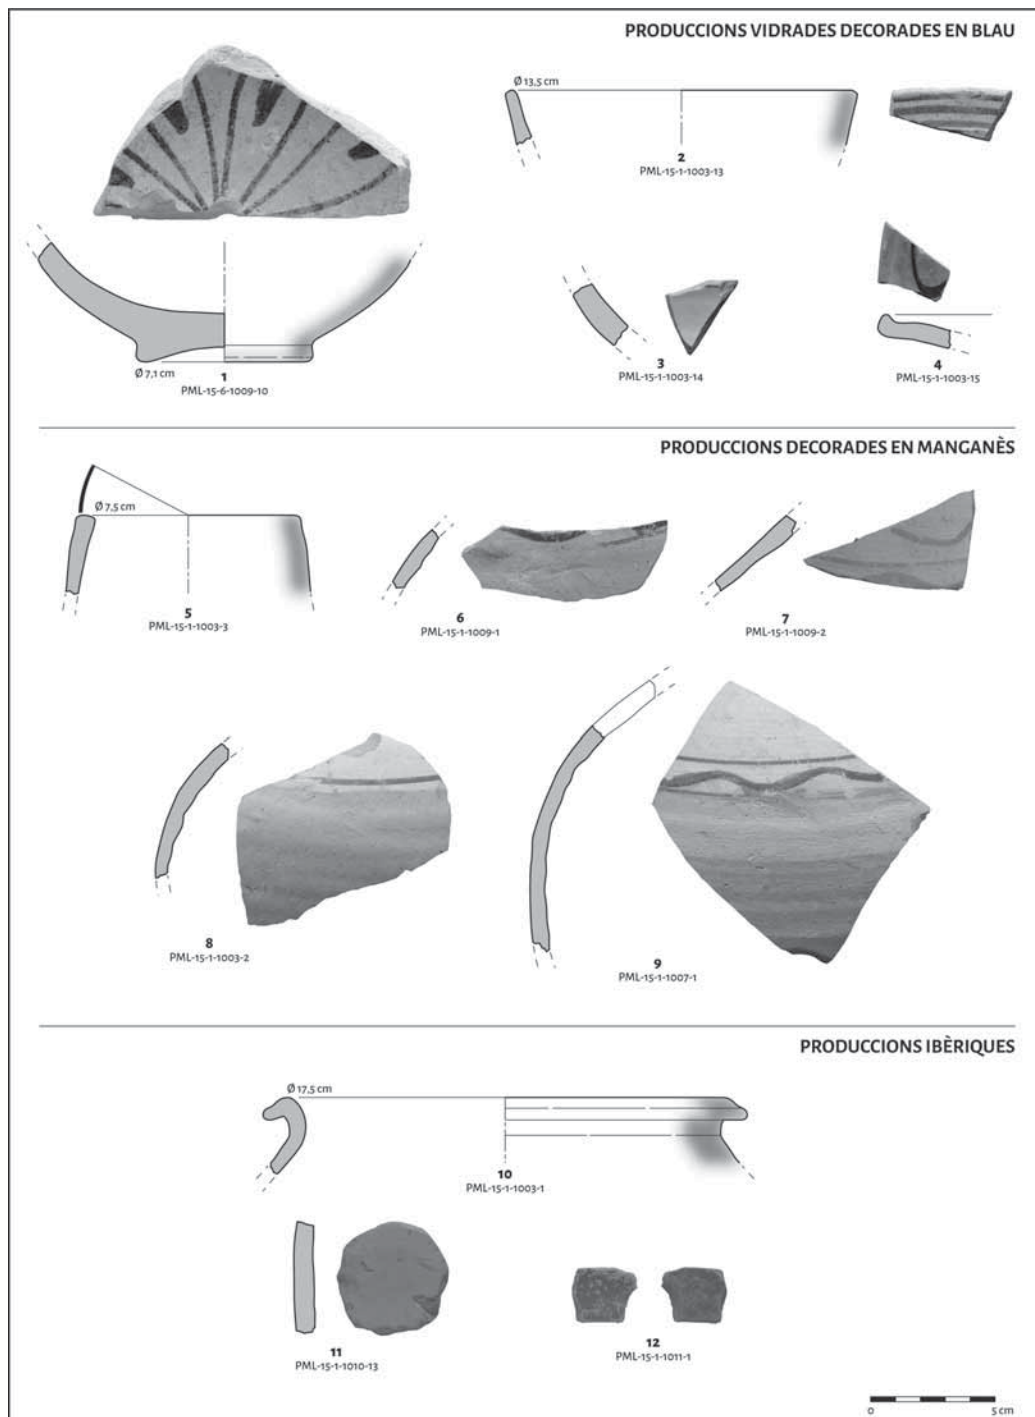 PRODUCCIONS VIDRADES DECORADES EN BLAU
Ø 13,5 cm
2
PML-15-1-1003-13
3
PML-15-1-1003-14
4
PML-15-1-1003-15
Ø 7,1 cm
1
PML-15-6-1009-10
PRODUCCIONS DECORADES EN MANGANÈS
Ø 7,5 cm
5
PML-15-1-1003-3
6
PML-15-1-1009-1
7
PML-15-1-1009-2
8
PML-15-1-1003-2
9
PML-15-1-1007-1
PRODUCCIONS IBÈRIQUES
Ø 17,5 cm
10
PML-15-1-1003-1
11
PML-15-1-1010-13
12
PML-15-1-1011-1
0 5 cm